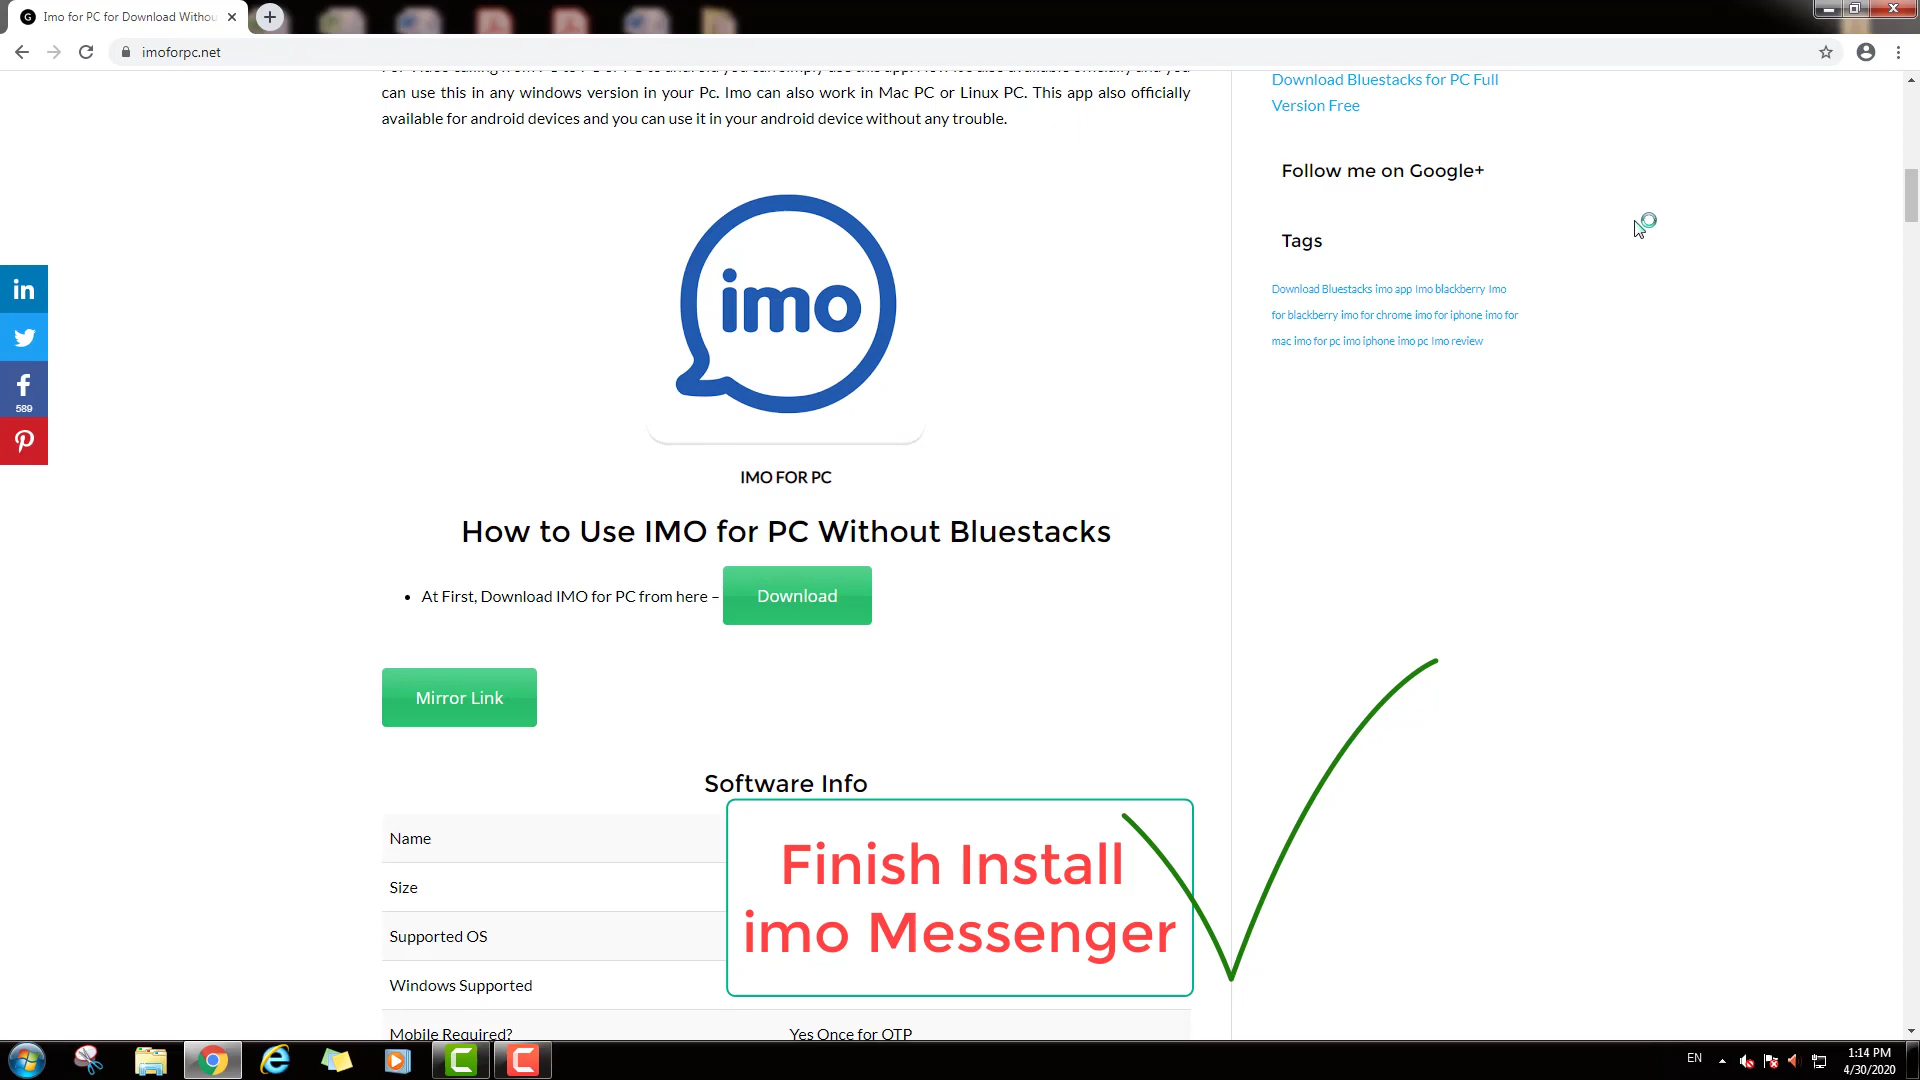 Imo for PC for Download Withou
imoforpc.net
can use this in any windows version in your Pc. Imo can also work in Mac PC or Linux PC. This app also officially
available for android devices and you can use it in your android device without any trouble.
imo
IMO FOR PC
How to Use IMO for PC Without Bluestacks
At First, Download IMO for PC from here –
Download
Mirror Link
Software Info
Name
Size
Supported OS
Windows Supported
Mobile Required?
Yes Once for OTP
Finish Install
imo Messenger
Download Bluestacks for PC Full
Version Free
Follow me on Google+
Tags
Download Bluestacks imo app Imo blackberry Imo
for blackberry imo for chrome imo for iphone imo for
mac imo for pc imo iphone imo pc Imo review
in
589
EN
1:14 PM
4/30/2020